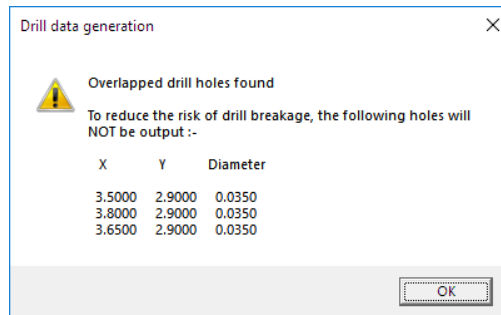 Drill data generation
Overlapped drill holes found
To reduce the risk of drill breakage, the following holes will
NOT be output :-
X Y Diameter
3.5000 2.9000 0.0350
3.8000 2.9000 0.0350
3.6500 2.9000 0.0350
OK